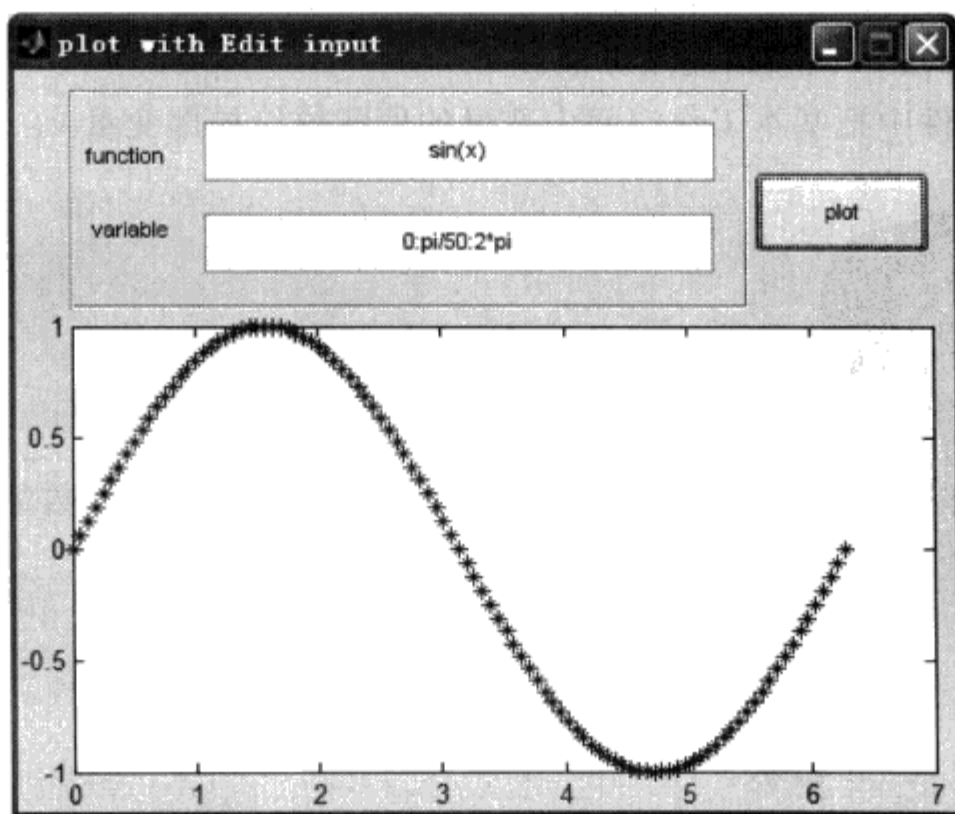 plot with Edit input
function
sin(x)
variable
0:pi/50:2*pi
plot
1
0.5
0
-0.5
-1
0 1 2 3 4 5 6 7